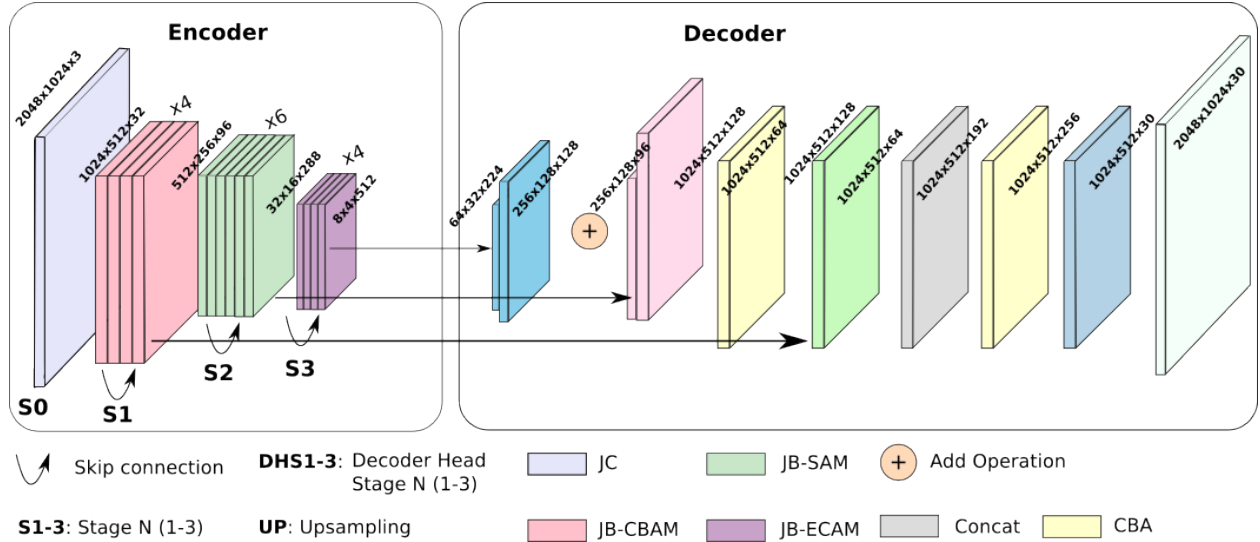 Encoder
Decoder
2048x1024x3
1024x512x32
x4
512x256x96
x6
32x16x288
x4
8x4x512
64x32x224
256x128x128
+
256x128x96
1024x512x128
1024x512x64
1024x512x128
1024x512x64
1024x512x192
1024x512x256
1024x512x30
2048x1024x30
S0
S1
S2
S3
Skip connection
DHS1-3: Decoder Head
Stage N (1-3)
JC
JB-SAM
+ Add Operation
S1-3: Stage N (1-3)
UP: Upsampling
JB-CBAM
JB-ECAM
Concat
CBA